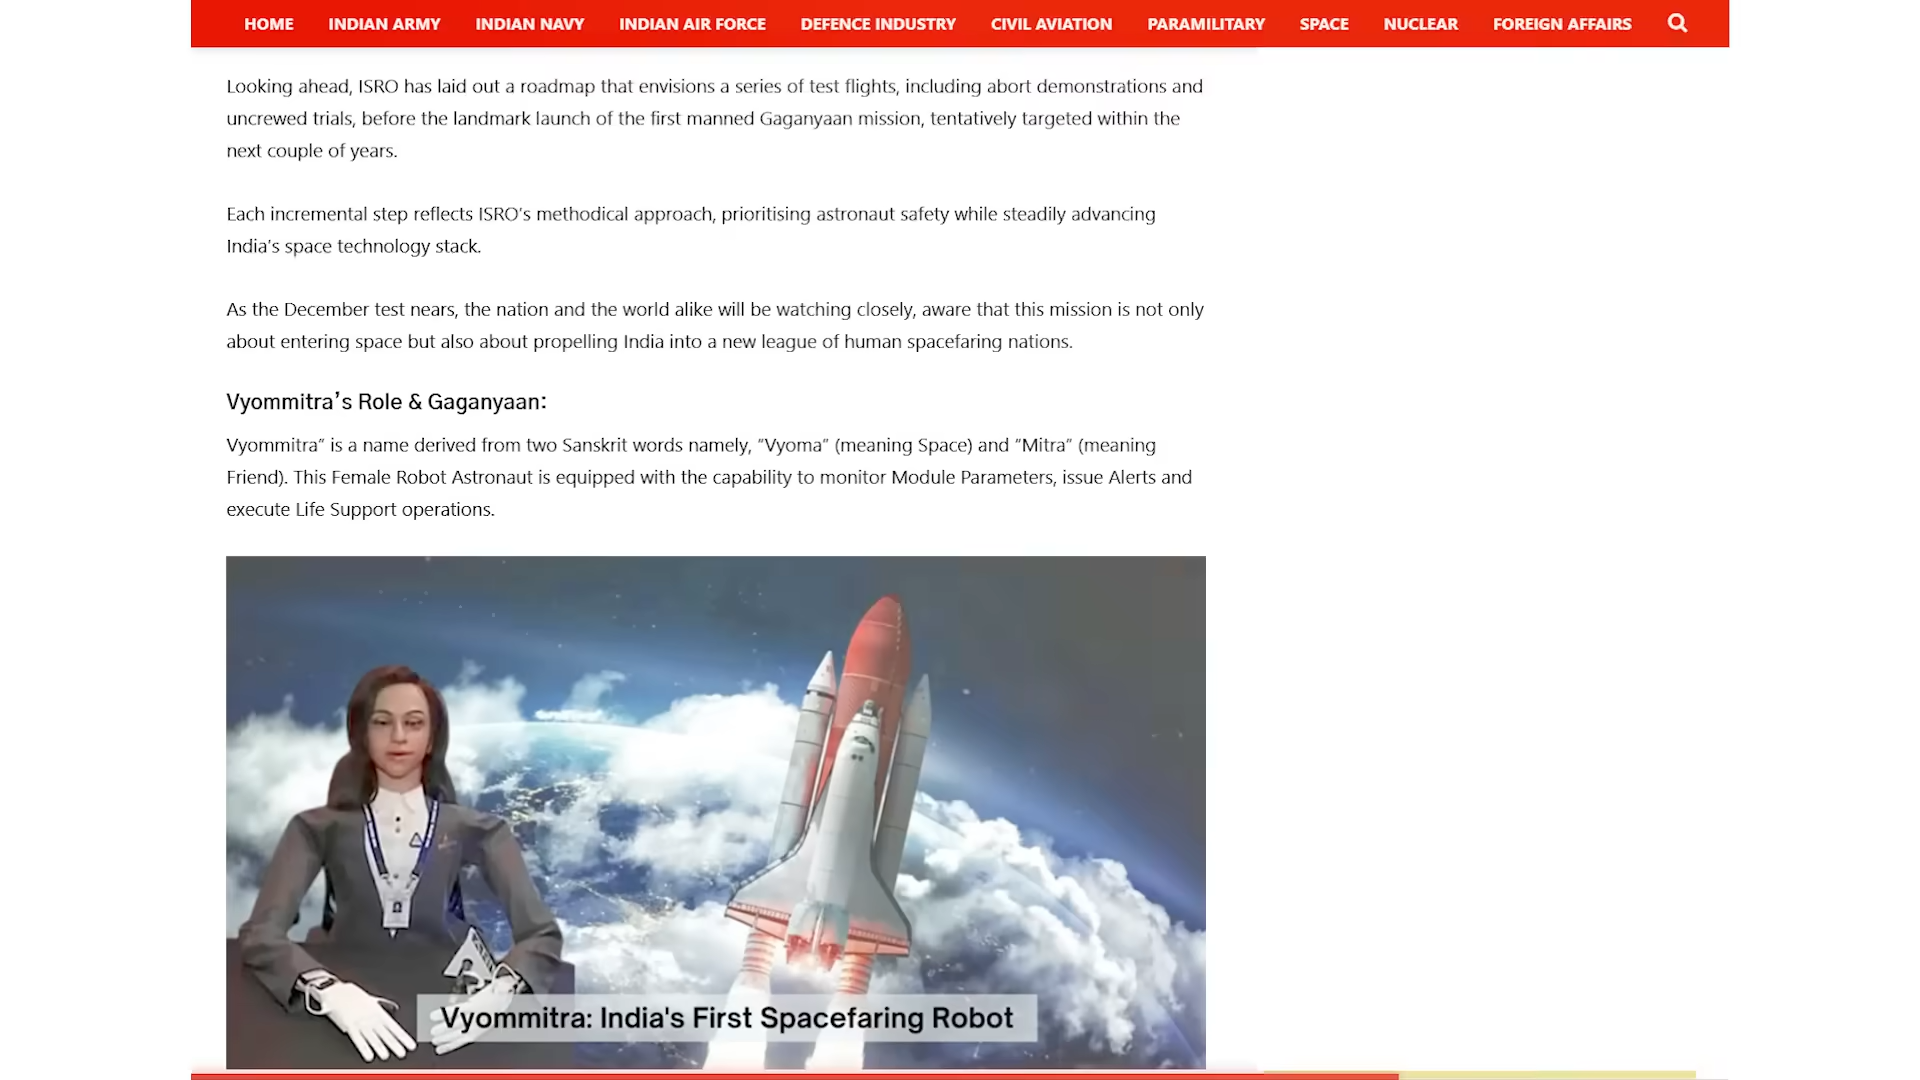 HOME INDIAN ARMY INDIAN NAVY INDIAN AIR FORCE DEFENCE INDUSTRY CIVIL AVIATION PARAMILITARY SPACE NUCLEAR FOREIGN AFFAIRS
Looking ahead, ISRO has laid out a roadmap that envisions a series of test flights, including abort demonstrations and
uncrewed trials, before the landmark launch of the first manned Gaganyaan mission, tentatively targeted within the
next couple of years.
Each incremental step reflects ISRO's methodical approach, prioritising astronaut safety while steadily advancing
India's space technology stack.
As the December test nears, the nation and the world alike will be watching closely, aware that this mission is not only
about entering space but also about propelling India into a new league of human spacefaring nations.
Vyommitra’s Role & Gaganyaan:
Vyommitra” is a name derived from two Sanskrit words namely, “Vyoma” (meaning Space) and “Mitra” (meaning
Friend). This Female Robot Astronaut is equipped with the capability to monitor Module Parameters, issue Alerts and
execute Life Support operations.
Vyommitra: India's First Spacefaring Robot